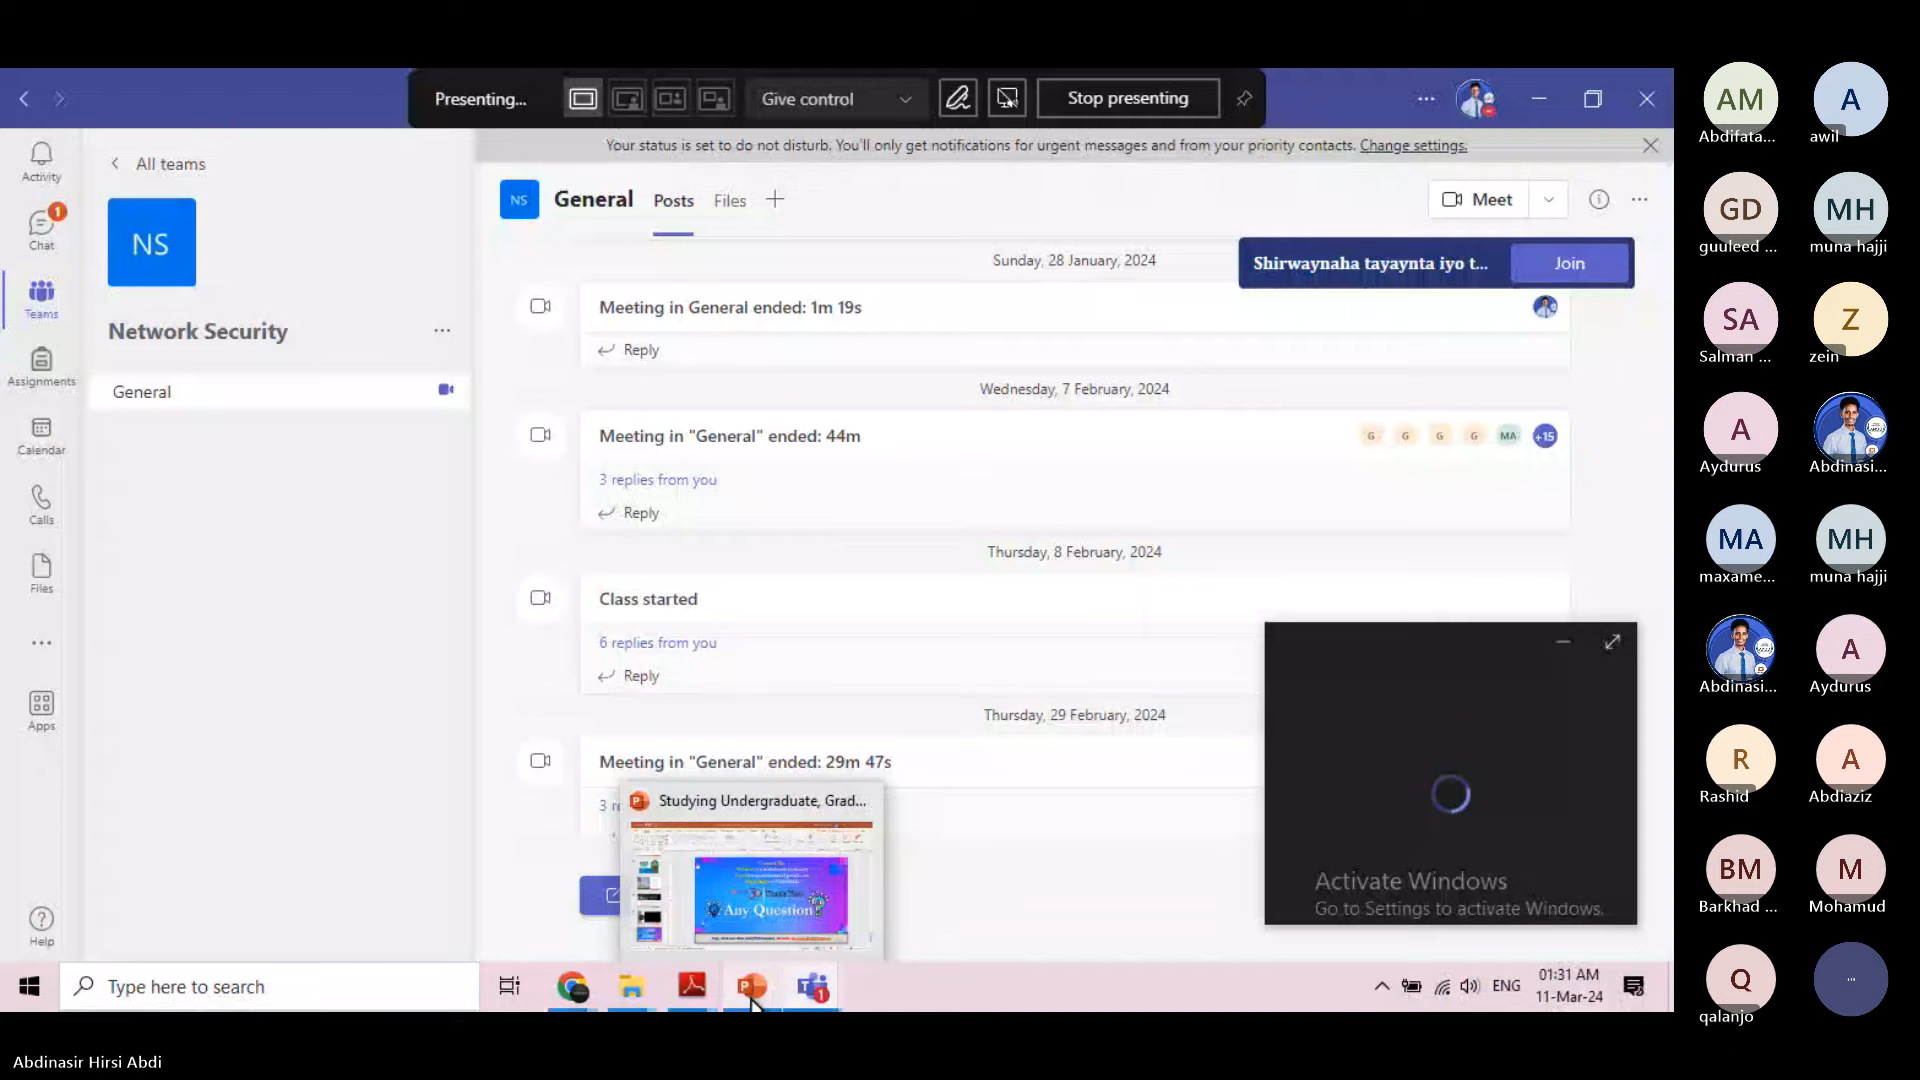 Presenting...
Give control
Stop presenting
Your status is set to do not disturb. You'll only get notifications for urgent messages and from your priority contacts. Change settings.
Activity
1
Chat
Teams
Assignments
Calendar
Calls
Files
Apps
Help
All teams
NS
Network Security
General
NS
General
Posts
Files
Meet
Sunday, 28 January, 2024
Shirwaynaha tayaynta iyo t...
Join
Meeting in General ended: 1m 19s
Reply
Wednesday, 7 February, 2024
Meeting in "General" ended: 44m
G
G
G
G
MA
+15
3 replies from you
Reply
Thursday, 8 February, 2024
Class started
6 replies from you
Reply
Thursday, 29 February, 2024
Meeting in "General" ended: 29m 47s
3 re
Studying Undergraduate, Grad...
Any Question
Activate Windows
Go to Settings to activate Windows.
Type here to search
1
ENG
01:31 AM
11-Mar-24
AM
Abdifata...
A
awil
GD
guuleed ...
MH
muna hajji
SA
Salman ...
Z
zein
A
Aydurus
Abdinasi...
MA
maxame...
MH
muna hajji
Abdinasi...
A
Aydurus
R
Rashid
A
Abdiaziz
BM
Barkhad ...
M
Mohamud
Q
qalanjo
...
Abdinasir Hirsi Abdi